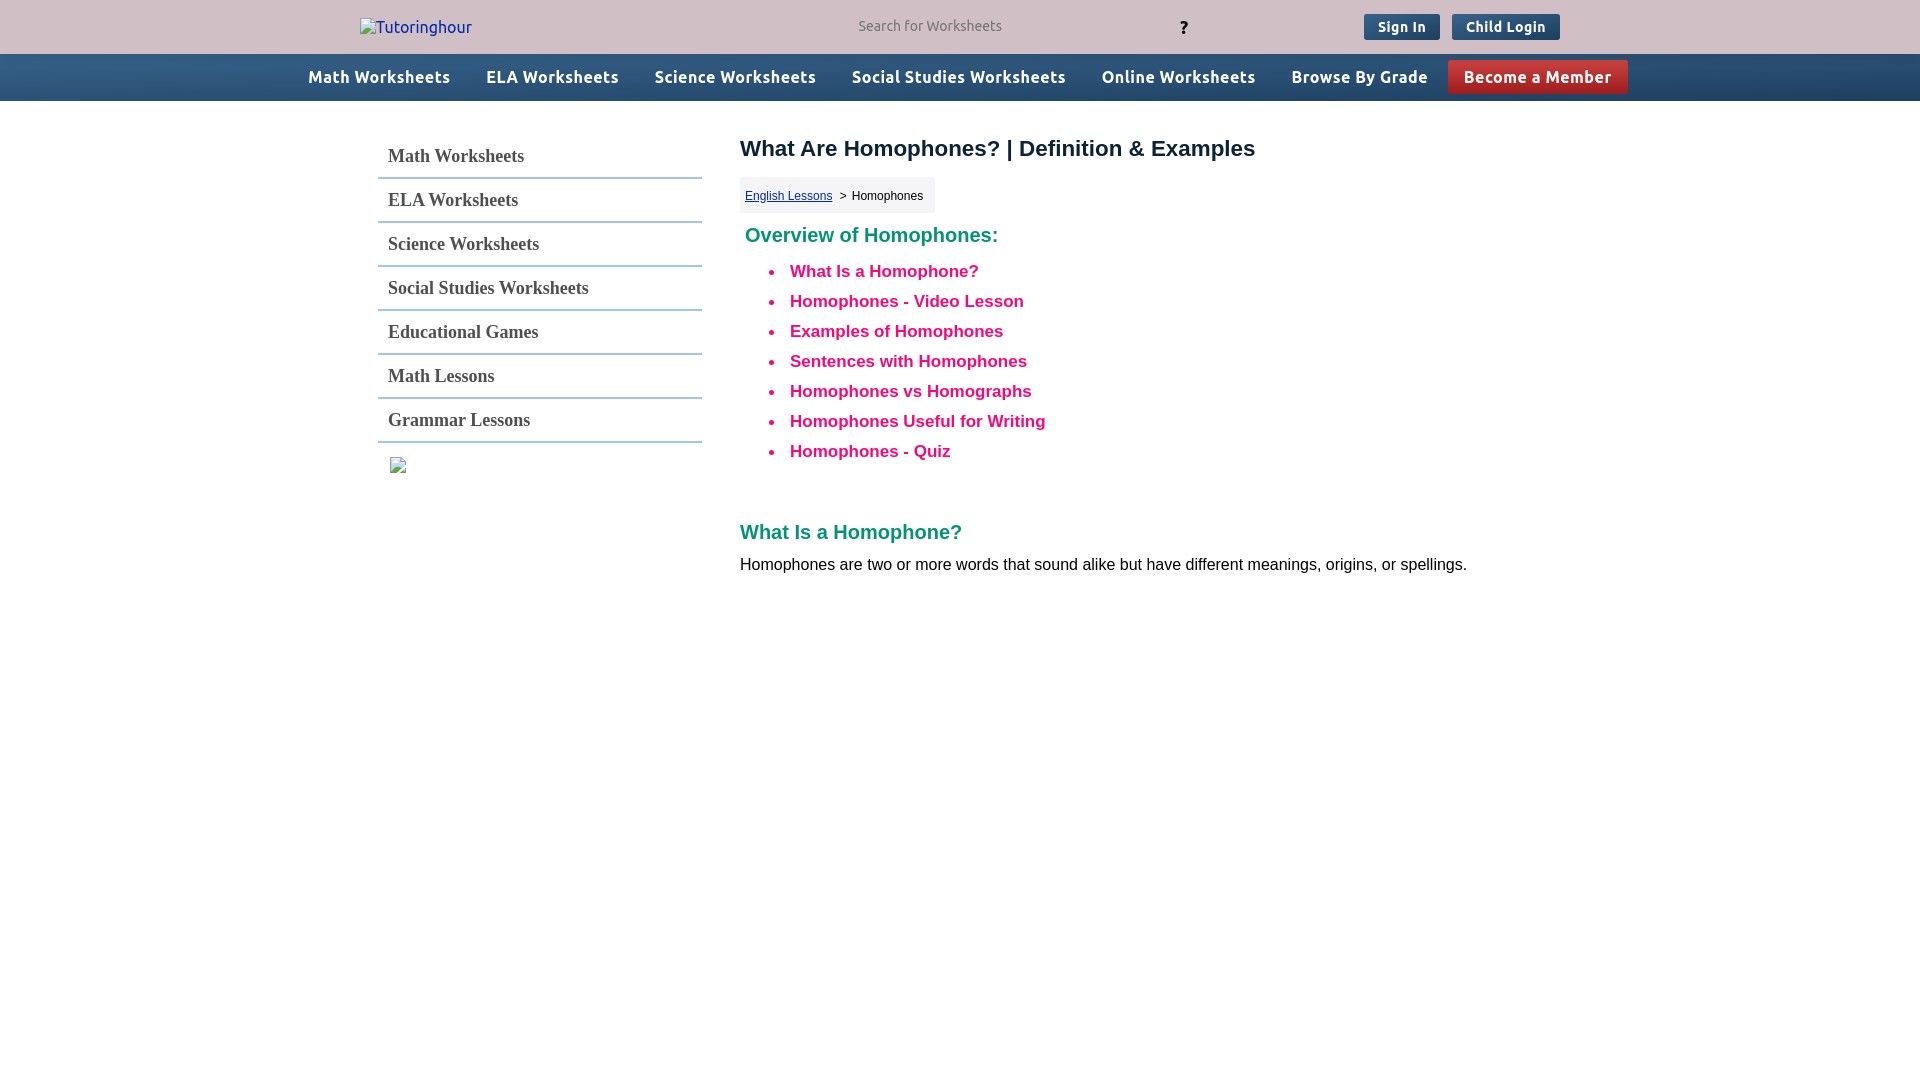 Tutoringhour
Search for Worksheets
?
Sign In
Child Login
Math Worksheets
ELA Worksheets
Science Worksheets
Social Studies Worksheets
Online Worksheets
Browse By Grade
Become a Member
Math Worksheets
ELA Worksheets
Science Worksheets
Social Studies Worksheets
Educational Games
Math Lessons
Grammar Lessons
What Are Homophones? | Definition & Examples
English Lessons > Homophones
Overview of Homophones:
What Is a Homophone?
Homophones - Video Lesson
Examples of Homophones
Sentences with Homophones
Homophones vs Homographs
Homophones Useful for Writing
Homophones - Quiz
What Is a Homophone?
Homophones are two or more words that sound alike but have different meanings, origins, or spellings.